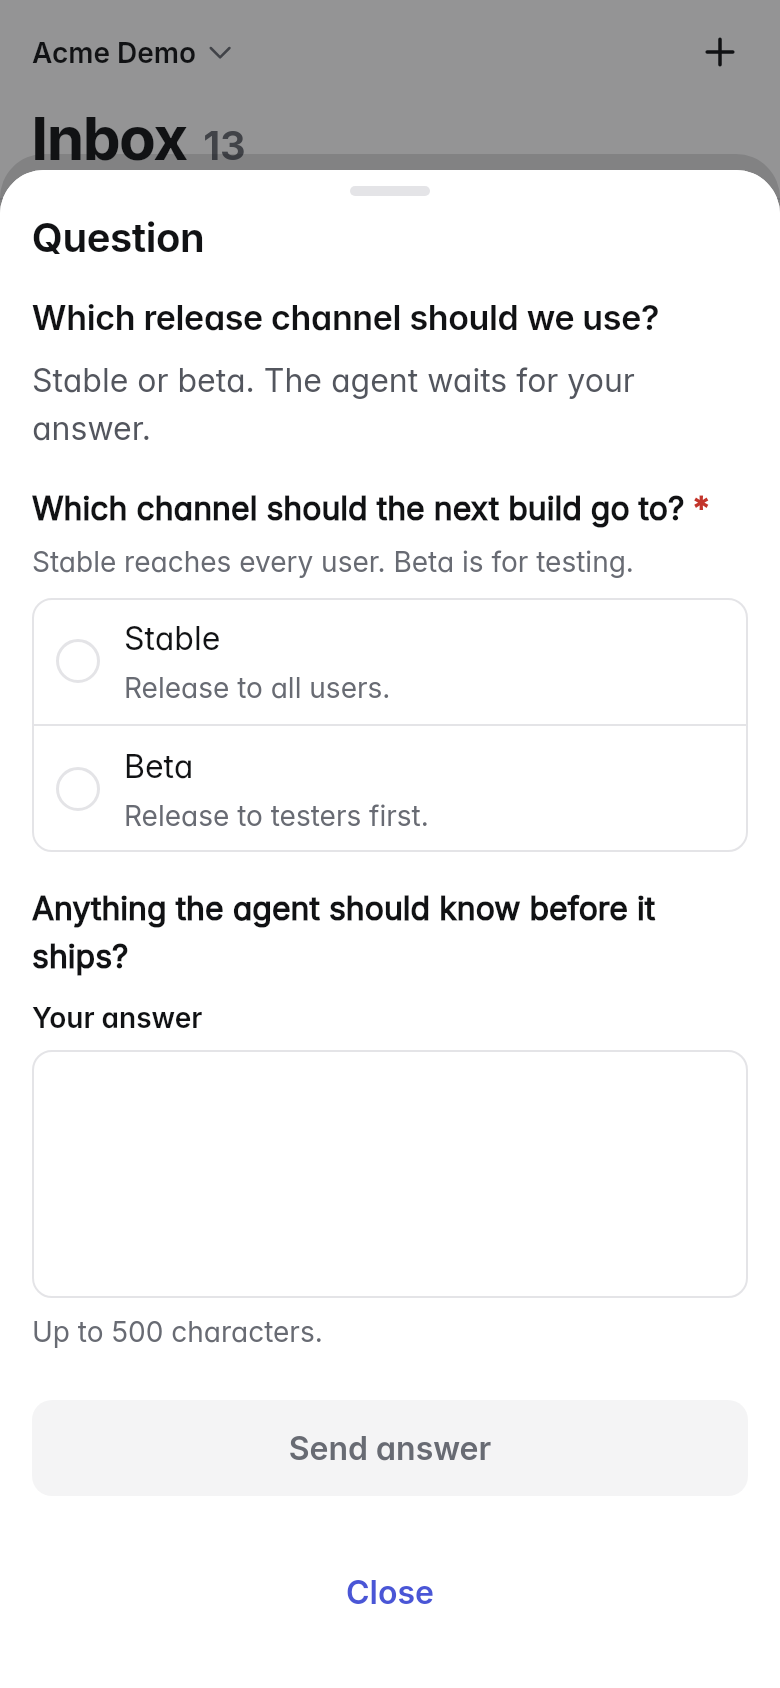 Acme Demo
Inbox 13
Question
Which release channel should we use?
Stable or beta. The agent waits for your
answer.
Which channel should the next build go to? *
Stable reaches every user. Beta is for testing.
Stable
Release to all users.
Beta
Release to testers first.
Anything the agent should know before it
ships?
Your answer
Up to 500 characters.
Send answer
Close